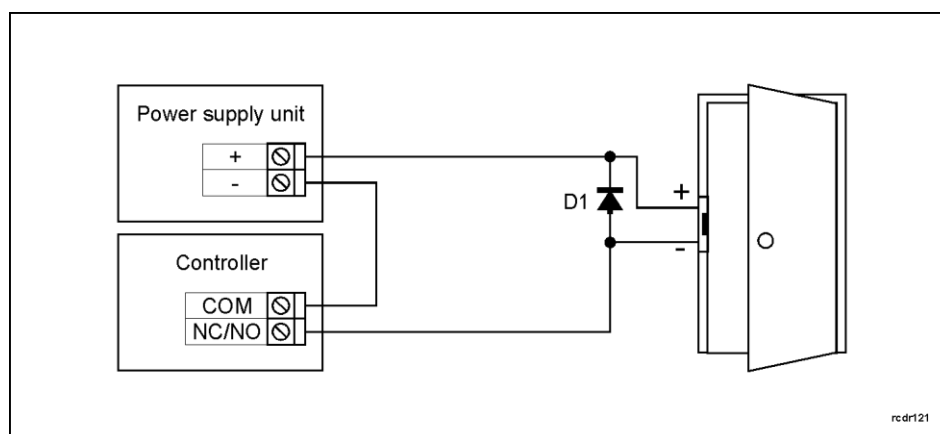 Power supply unit
+
-
D1
+
-
Controller
COM
NC/NO
rcdr121